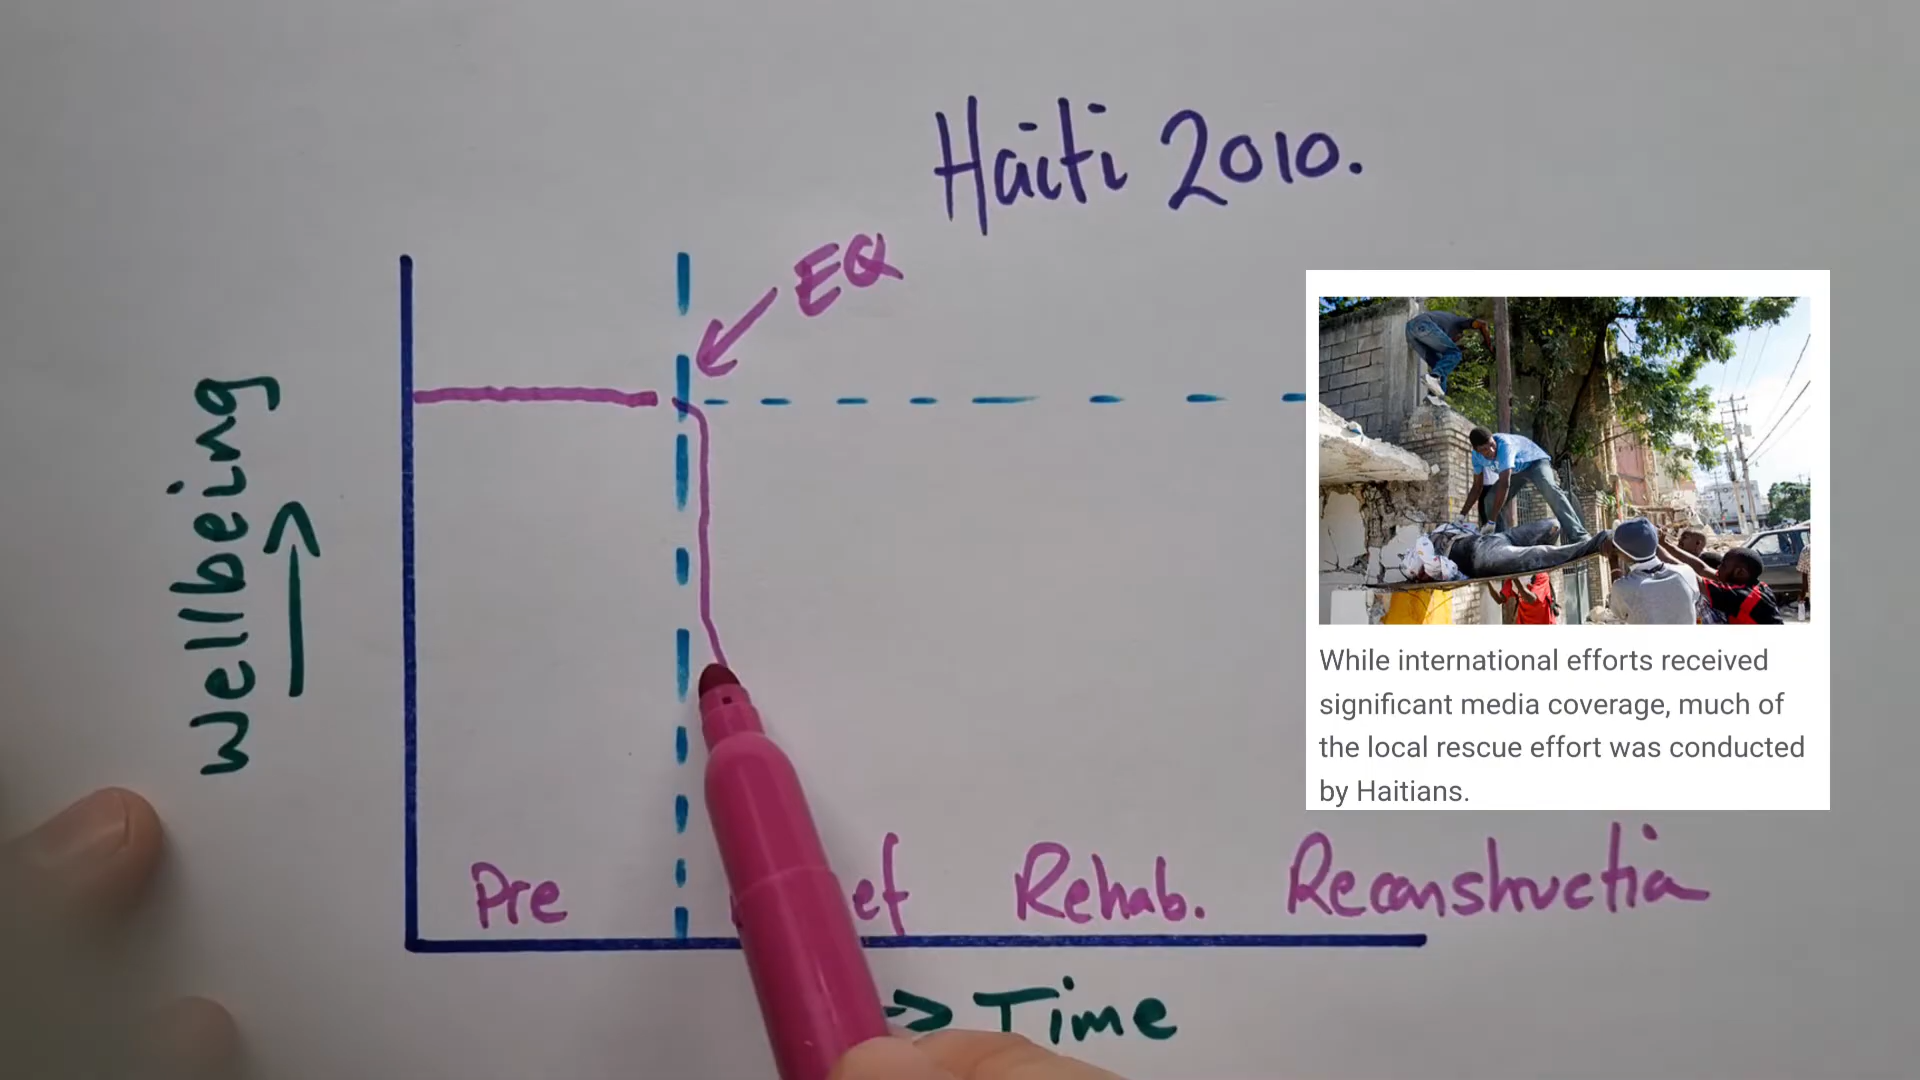 Haiti 2010.
EQ
Wellbeing
While international efforts received
significant media coverage, much of
the local rescue effort was conducted
by Haitians.
Pre
Rehab.
Reconstructia
Time